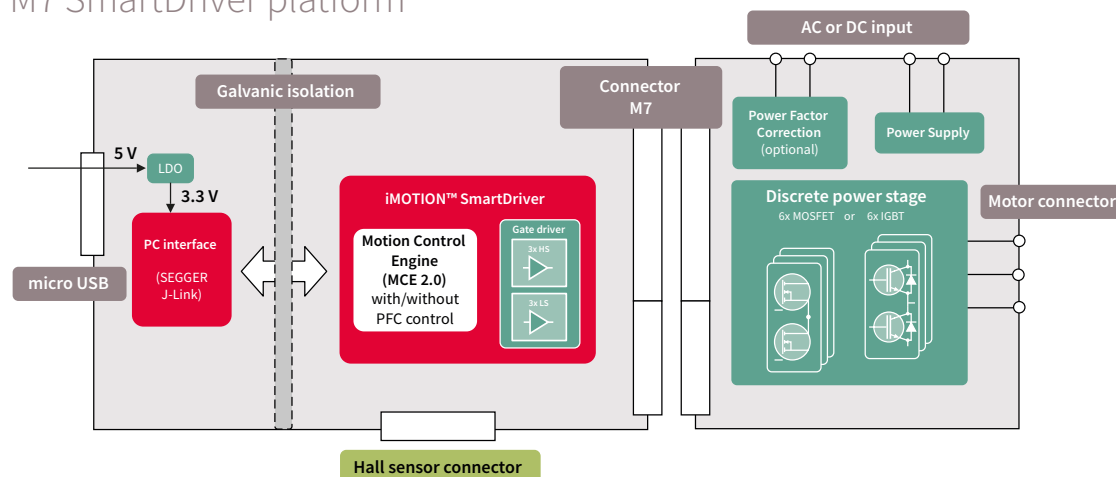 M7 SmartDriver platform
AC or DC input
Galvanic isolation
Connector
M7
Power Factor
Correction
(optional)
Power Supply
5 V
LDO
3.3 V
PC interface
(SEGGER
J-Link)
micro USB
iMOTION™ SmartDriver
Motion Control
Engine
(MCE 2.0)
with/without
PFC control
Gate driver
3x HS
3x LS
Discrete power stage
6x MOSFET or 6x IGBT
Motor connector
Hall sensor connector